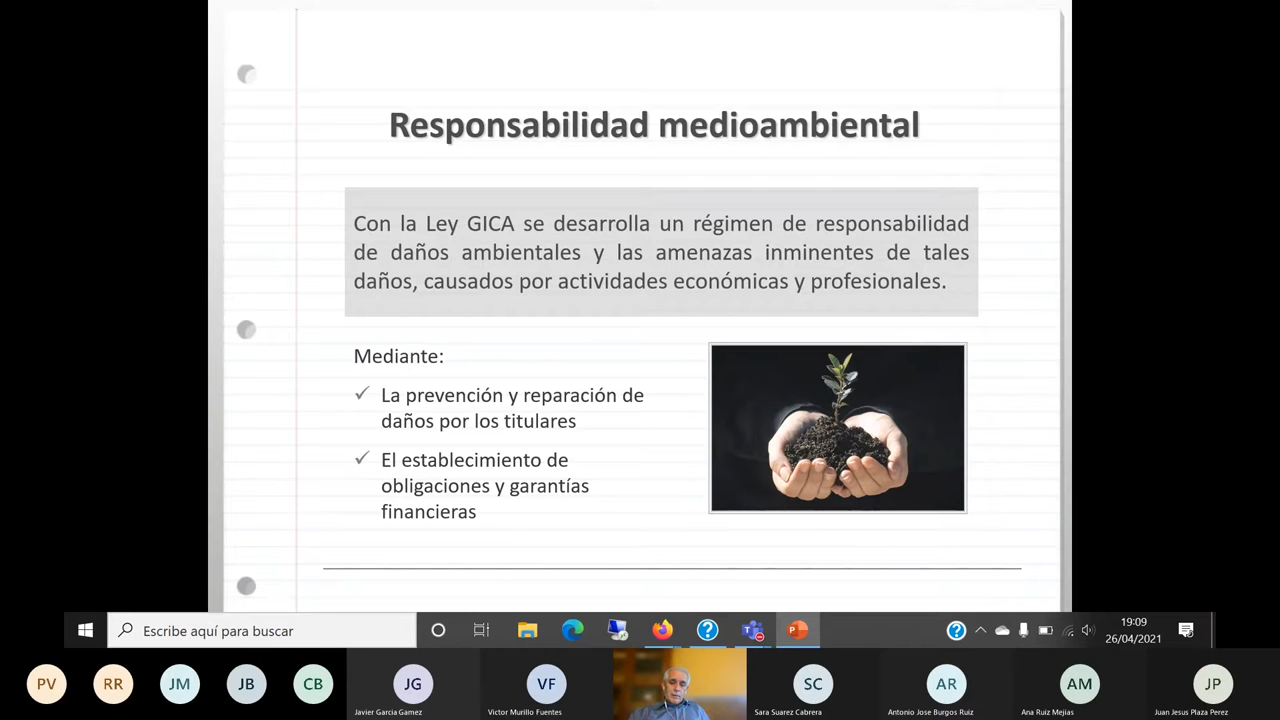 Responsabilidad medioambiental
Con la Ley GICA se desarrolla un régimen de responsabilidad
de daños ambientales y las amenazas inminentes de tales
daños, causados por actividades económicas y profesionales.
Mediante:
La prevención y reparación de
daños por los titulares
El establecimiento de
obligaciones y garantías
financieras
Escribe aquí para buscar
19:09
26/04/2021
PV
RR
JM
JB
CB
JG
VF
SC
AR
AM
JP
Javier Garcia Gamez
Victor Murillo Fuentes
Sara Suarez Cabrera
Antonio Jose Burgos Ruiz
Ana Ruiz Mejias
Juan Jesus Plaza Perez